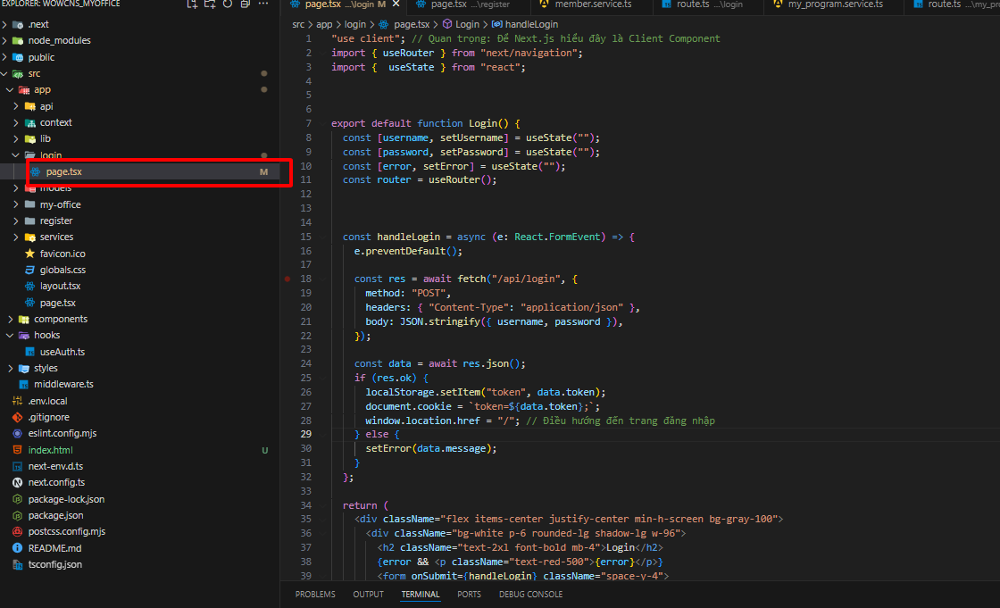 EXPLORER: WOWCNS_MYOFFICE
.next
node_modules
public
src
app
api
context
lib
login
page.tsx M
models
my-office
register
services
favicon.ico
globals.css
layout.tsx
page.tsx
components
hooks
useAuth.ts
styles
middleware.ts
.env.local
.gitignore
eslint.config.mjs
index.html U
next-env.d.ts
next.config.ts
package-lock.json
package.json
postcss.config.mjs
README.md
tsconfig.json
page.tsx ...\login M
page.tsx ...\register
member.service.ts
route.ts ...\login
my_program.service.ts
route.ts
src > app > login > page.tsx > Login > handleLogin
1 "use client"; // Quan trọng: Để Next.js hiểu đây là Client Component
2 import { useRouter } from "next/navigation";
3 import {  useState } from "react";
4
5
6
7 export default function Login() {
8 const [username, setUsername] = useState("");
9 const [password, setPassword] = useState("");
10 const [error, setError] = useState("");
11 const router = useRouter();
12
13
14
15 const handleLogin = async (e: React.FormEvent) => {
16 e.preventDefault();
17
18 const res = await fetch("/api/login", {
19 method: "POST",
20 headers: { "Content-Type": "application/json" },
21 body: JSON.stringify({ username, password }),
22 });
23
24 const data = await res.json();
25 if (res.ok) {
26 localStorage.setItem("token", data.token);
27 document.cookie = `token=${data.token};`;
28 window.location.href = "/"; // Điều hướng đến trang đăng nhập
29 } else {
30 setError(data.message);
31 }
32 };
33
34 return (
35 <div className="flex items-center justify-center min-h-screen bg-gray-100">
36 <div className="bg-white p-6 rounded-lg shadow-lg w-96">
37 <h2 className="text-2xl font-bold mb-4">Login</h2>
38 {error && <p className="text-red-500">{error}</p>}
39 <form onSubmit={handleLogin} className="space-y-4">
PROBLEMS OUTPUT TERMINAL PORTS DEBUG CONSOLE